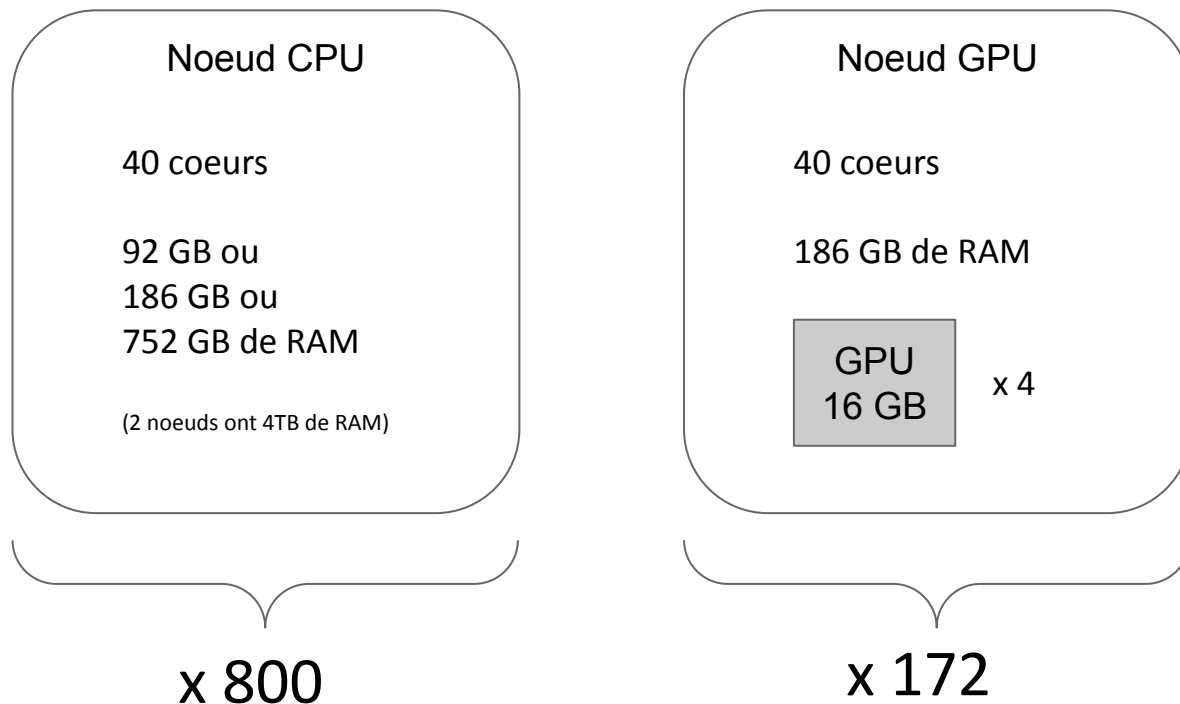 Noeud CPU
40 coeurs
92 GB ou
186 GB ou
752 GB de RAM
(2 noeuds ont 4TB de RAM)
x 800
Noeud GPU
40 coeurs
186 GB de RAM
GPU
16 GB
x 4
x 172